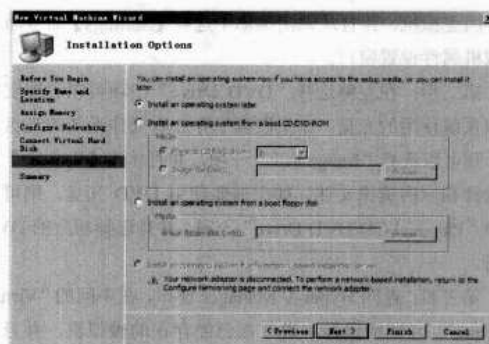 New Virtual Machine Wizard
Installation Options
Before You Begin
Specify Name and
Location
Assign Memory
Configure Networking
Connect Virtual Hard
Disk
Summary
You can install an operating system now if you have access to the setup media, or you can install it
later.
Install an operating system later
Install an operating system from a boot CD/DVD-ROM
Media
Install an operating system from a boot floppy disk
Media
Your network adapter is disconnected. To perform a network-based installation, return to the
Configure Networking page and connect the network adapter.
< Previous
Next >
Finish
Cancel